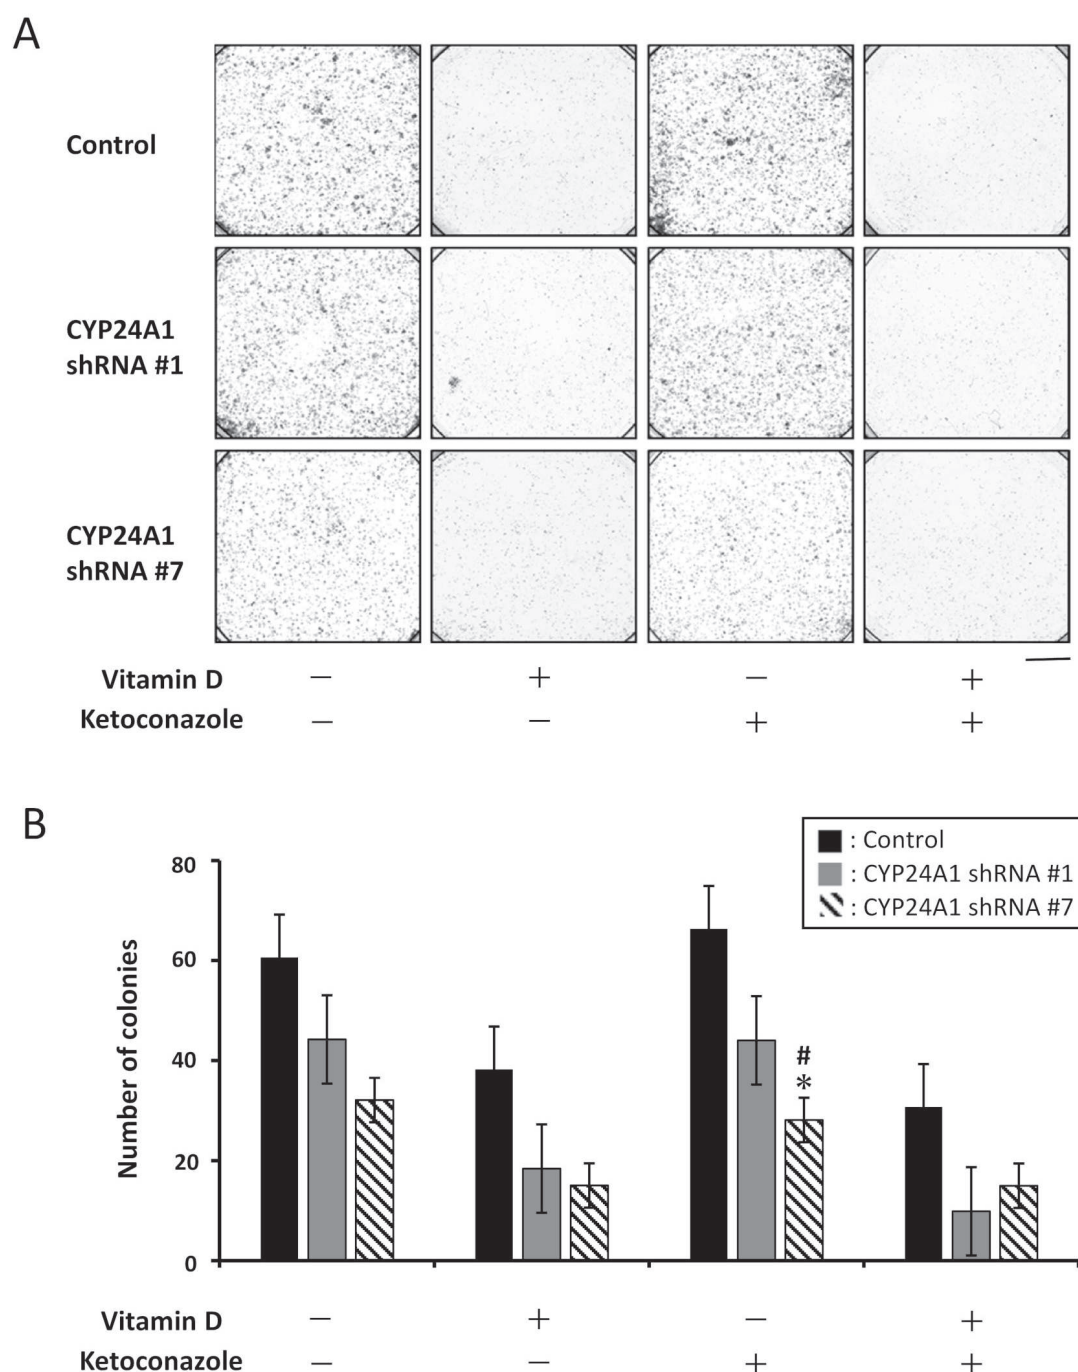 A
Control
CYP24A1
shRNA #1
CYP24A1
shRNA #7
Vitamin D − + − +
Ketoconazole − − + +
B
: Control
: CYP24A1 shRNA #1
: CYP24A1 shRNA #7
Number of colonies
80
60
40
20
0
#
*
Vitamin D − + − +
Ketoconazole − − + +